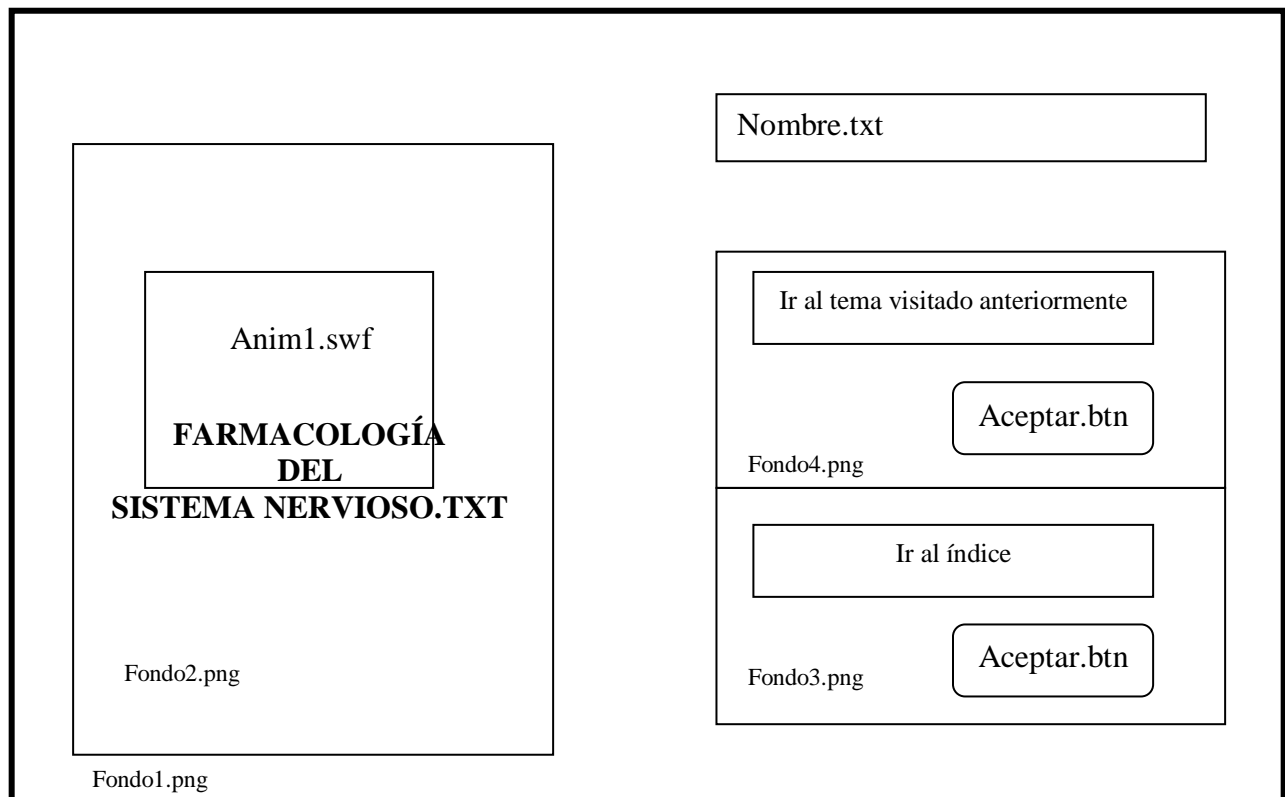 Nombre.txt
Anim1.swf
FARMACOLOGÍA
DEL
SISTEMA NERVIOSO.TXT
Fondo2.png
Fondo1.png
Ir al tema visitado anteriormente
Aceptar.btn
Fondo4.png
Ir al índice
Aceptar.btn
Fondo3.png